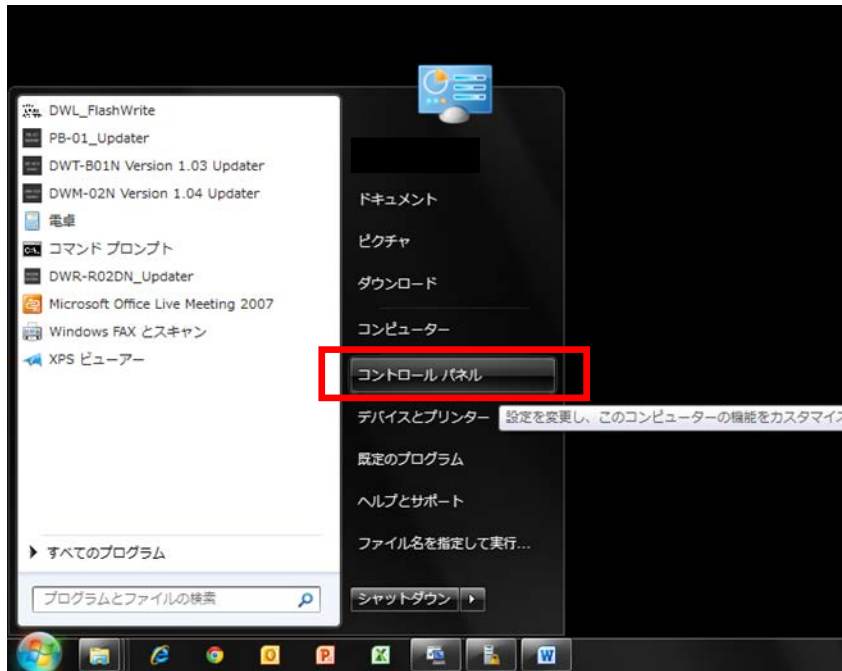 DWL_FlashWrite
PB-01_Updater
DWT-B01N Version 1.03 Updater
DWM-02N Version 1.04 Updater
電卓
コマンド プロンプト
DWR-R02DN_Updater
Microsoft Office Live Meeting 2007
Windows FAX とスキャン
XPS ビューアー
すべてのプログラム
プログラムとファイルの検索
ドキュメント
ピクチャ
ダウンロード
コンピューター
コントロール パネル
デバイスとプリンター
設定を変更し、このコンピューターの機能をカスタマイズ
既定のプログラム
ヘルプとサポート
ファイル名を指定して実行...
シャットダウン